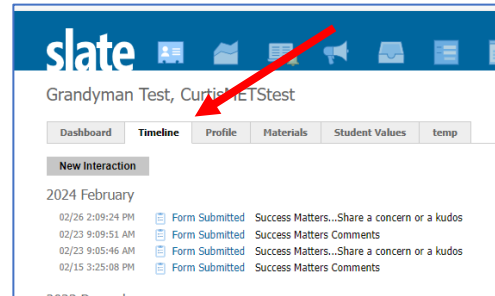 slate
Grandyman Test, CurtisMETStest
Dashboard Timeline Profile Materials Student Values temp
New Interaction
2024 February
02/26 2:09:24 PM Form Submitted Success Matters...Share a concern or a kudos
02/23 9:09:51 AM Form Submitted Success Matters Comments
02/23 9:05:46 AM Form Submitted Success Matters...Share a concern or a kudos
02/15 3:25:08 PM Form Submitted Success Matters Comments